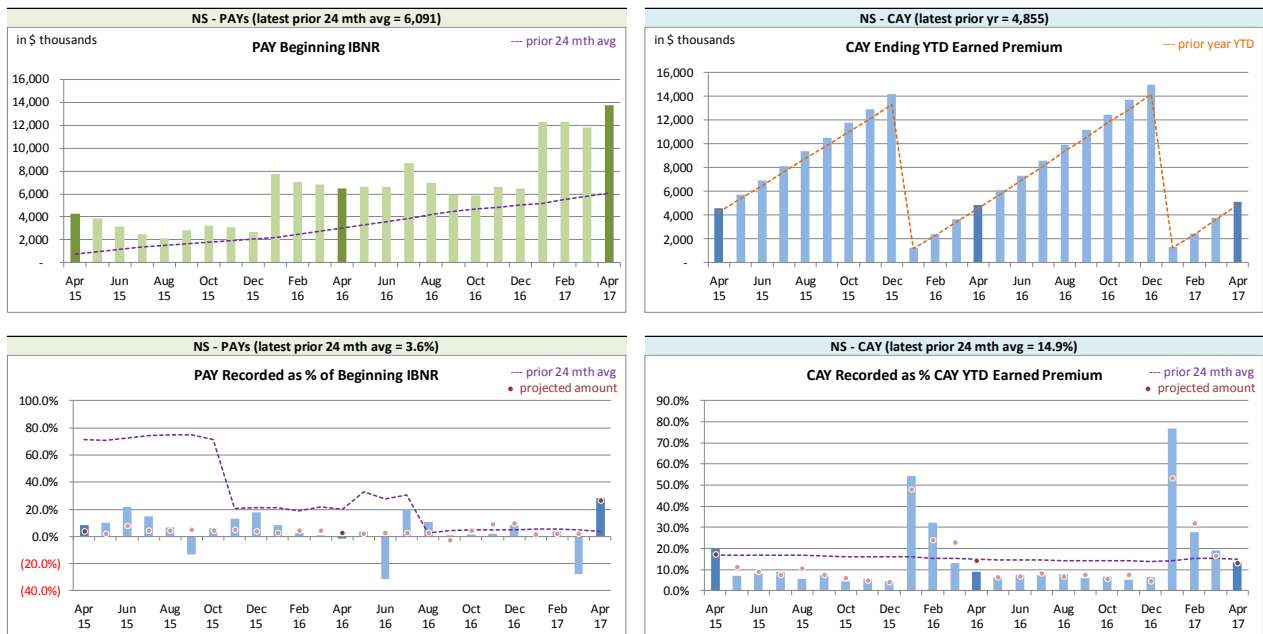 NS - PAYs (latest prior 24 mth avg = 6,091)
in $ thousands
PAY Beginning IBNR
--- prior 24 mth avg
16,000
14,000
12,000
10,000
8,000
6,000
4,000
2,000
-
Apr Jun Aug Oct Dec Feb Apr Jun Aug Oct Dec Feb Apr
15 15 15 15 15 16 16 16 16 16 16 17 17
NS - CAY (latest prior yr = 4,855)
in $ thousands
CAY Ending YTD Earned Premium
--- prior year YTD
16,000
14,000
12,000
10,000
8,000
6,000
4,000
2,000
-
Apr Jun Aug Oct Dec Feb Apr Jun Aug Oct Dec Feb Apr
15 15 15 15 15 16 16 16 16 16 16 17 17
NS - PAYs (latest prior 24 mth avg = 3.6%)
PAY Recorded as % of Beginning IBNR
--- prior 24 mth avg
projected amount
100.0%
80.0%
60.0%
40.0%
20.0%
0.0%
(20.0%)
(40.0%)
Apr Jun Aug Oct Dec Feb Apr Jun Aug Oct Dec Feb Apr
15 15 15 15 15 16 16 16 16 16 16 17 17
NS - CAY (latest prior 24 mth avg = 14.9%)
CAY Recorded as % CAY YTD Earned Premium
--- prior 24 mth avg
projected amount
90.0%
80.0%
70.0%
60.0%
50.0%
40.0%
30.0%
20.0%
10.0%
0.0%
Apr Jun Aug Oct Dec Feb Apr Jun Aug Oct Dec Feb Apr
15 15 15 15 15 16 16 16 16 16 16 17 17